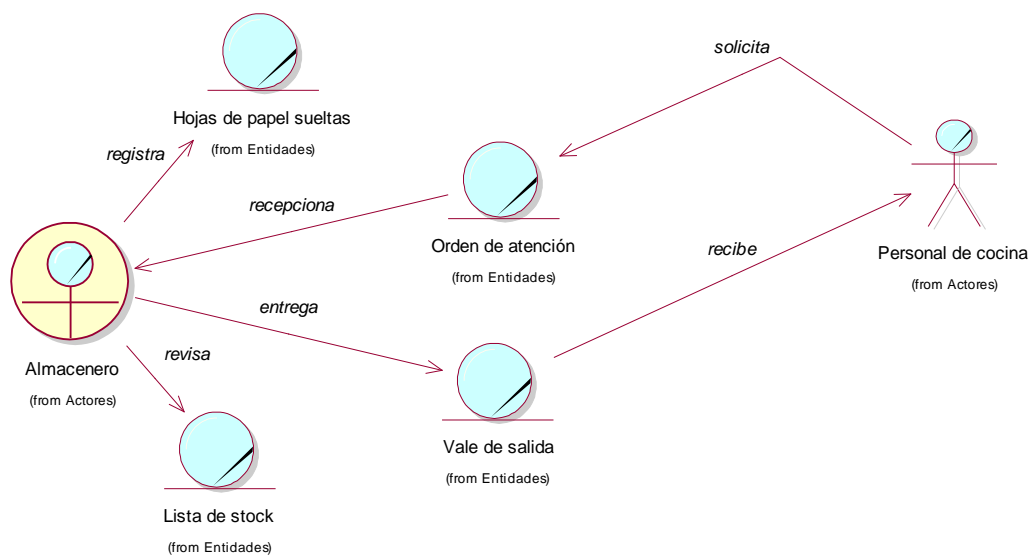 solicita
Hojas de papel sueltas
(from Entidades)
registra
recepciona
Orden de atención
(from Entidades)
recibe
Personal de cocina
(from Actores)
entrega
revisa
Almacenero
(from Actores)
Vale de salida
(from Entidades)
Lista de stock
(from Entidades)